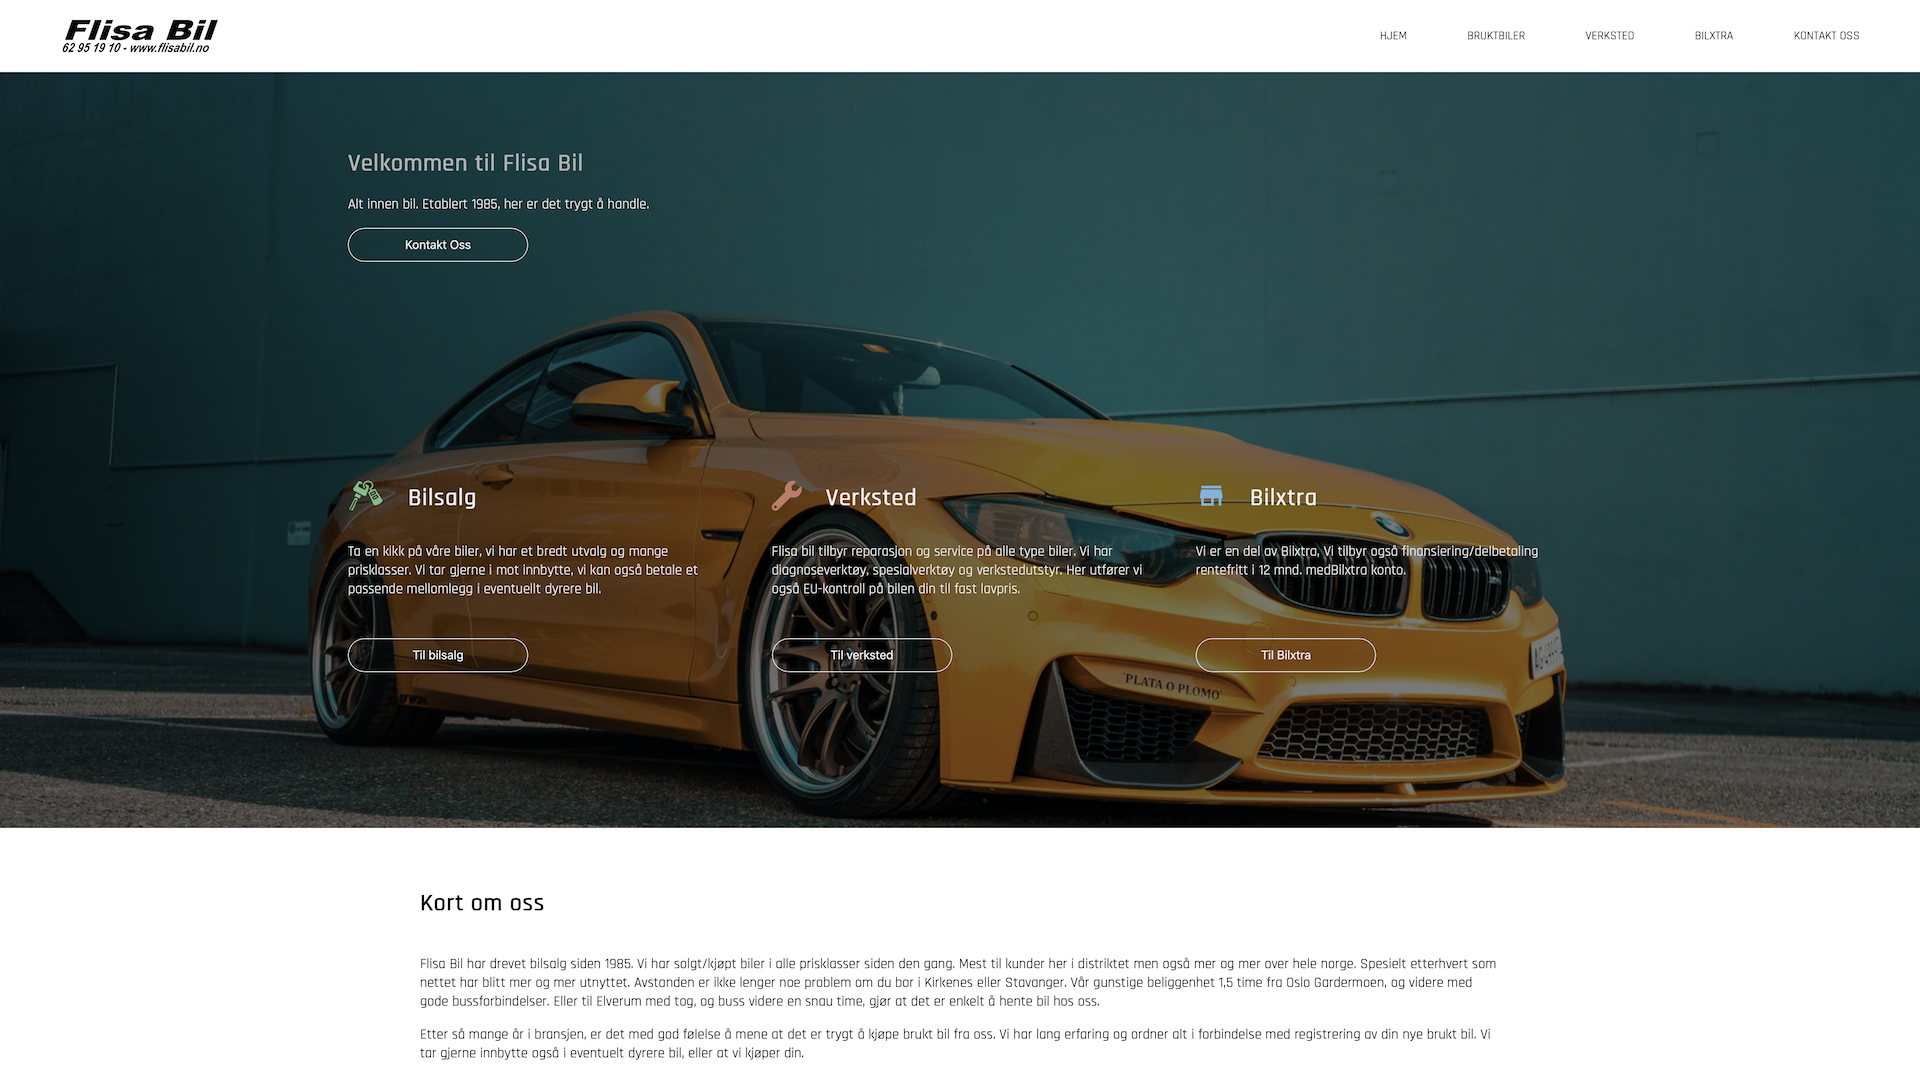 Flisa Bil
62 95 19 10 - www.flisabil.no
HJEM
BRUKTBILER
VERKSTED
BILXTRA
KONTAKT OSS
Velkommen til Flisa Bil
Alt innen bil. Etablert 1985, her er det trygt å handle.
Kontakt Oss
Bilsalg
Ta en kikk på våre biler, vi har et bredt utvalg og mange
prisklasser. Vi tar gjerne i mot innbytte, vi kan også betale et
passende mellomlegg i eventuellt dyrere bil.
Til bilsalg
Verksted
Flisa bil tilbyr reparasjon og service på alle type biler. Vi har
diagnoseverktøy, spesialverktøy og verkstedutstyr. Her utfører vi
også EU-kontroll på bilen din til fast lavpris.
Til verksted
Bilxtra
Vi er en del av Bilxtra, Vi tilbyr også finansiering/delbetaling
rentefritt i 12 mnd. medBilxtra konto.
Til Bilxtra
'PLATA O PLOMO'
Kort om oss
Flisa Bil har drevet bilsalg siden 1985. Vi har solgt/kjøpt biler i alle prisklasser siden den gang. Mest til kunder her i distriktet men også mer og mer over hele norge. Spesielt etterhvert som
nettet har blitt mer og mer utnyttet. Avstanden er ikke lenger noe problem om du bor i Kirkenes eller Stavanger. Vår gunstige beliggenhet 1,5 time fra Oslo Gardermoen, og videre med
gode bussforbindelser. Eller til Elverum med tog, og buss videre en snau time, gjør at det er enkelt å hente bil hos oss.
Etter så mange år i bransjen, er det med god følelse å mene at det er trygt å kjøpe brukt bil fra oss. Vi har lang erfaring og ordner alt i forbindelse med registrering av din nye brukt bil. Vi
tar gjerne innbytte også i eventuelt dyrere bil, eller at vi kjøper din.